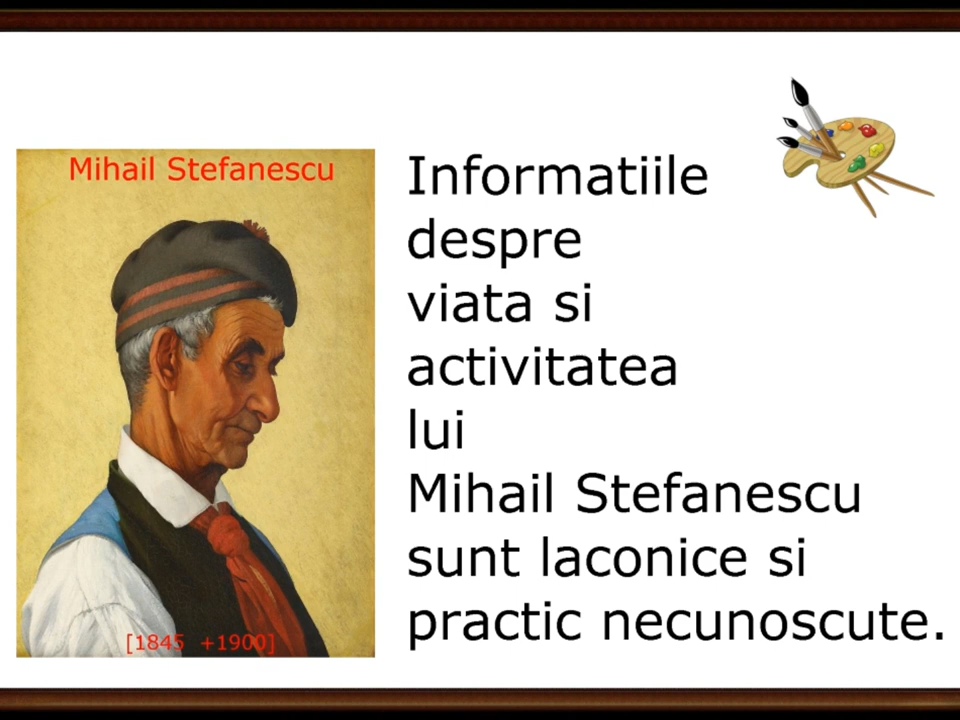 Mihail Stefanescu
[1845 +1900]
Informatiile
despre
viata si
activitatea
lui
Mihail Stefanescu
sunt laconice si
practic necunoscute.